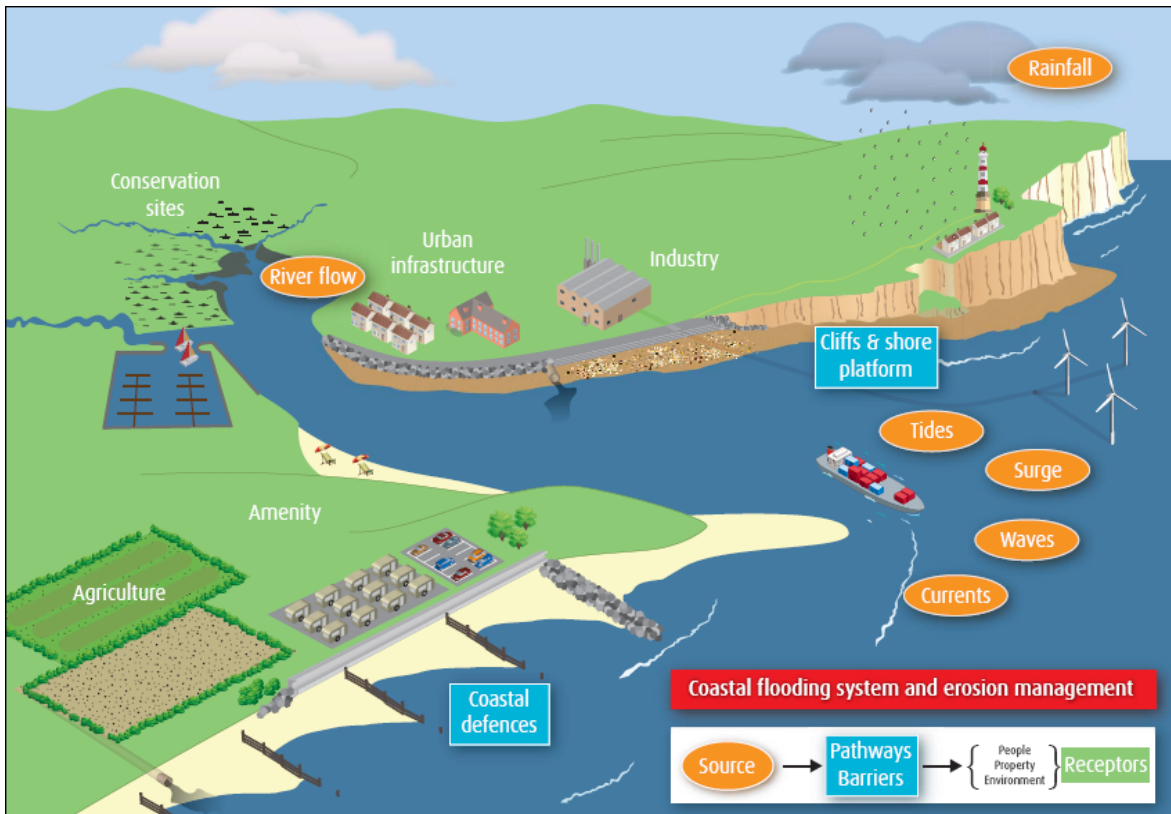 Rainfall
Conservation
sites
River flow
Urban
infrastructure
Industry
Cliffs & shore
platform
Tides
Surge
Waves
Currents
Amenity
Agriculture
Coastal
defences
Coastal flooding system and erosion management
Source
Pathways
Barriers
People
Property
Environment
Receptors